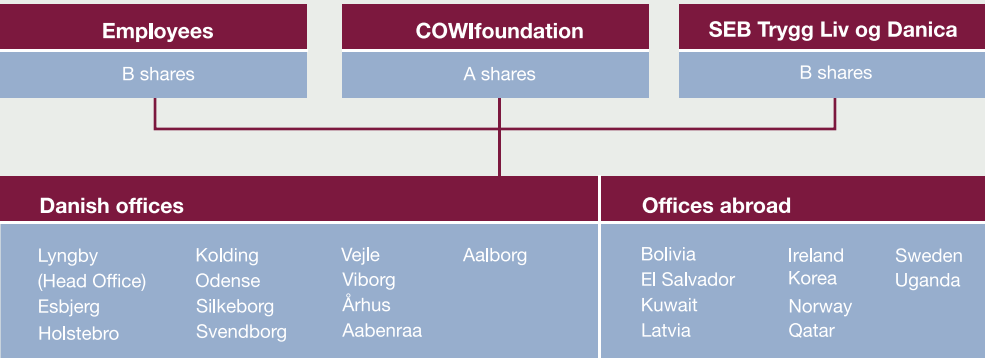 Employees
B shares
COWIfoundation
A shares
SEB Trygg Liv og Danica
B shares
Danish offices
Lyngby
(Head Office)
Esbjerg
Holstebro
Kolding
Odense
Silkeborg
Svendborg
Vejle
Viborg
Århus
Aabenraa
Aalborg
Offices abroad
Bolivia
El Salvador
Kuwait
Latvia
Ireland
Korea
Norway
Qatar
Sweden
Uganda